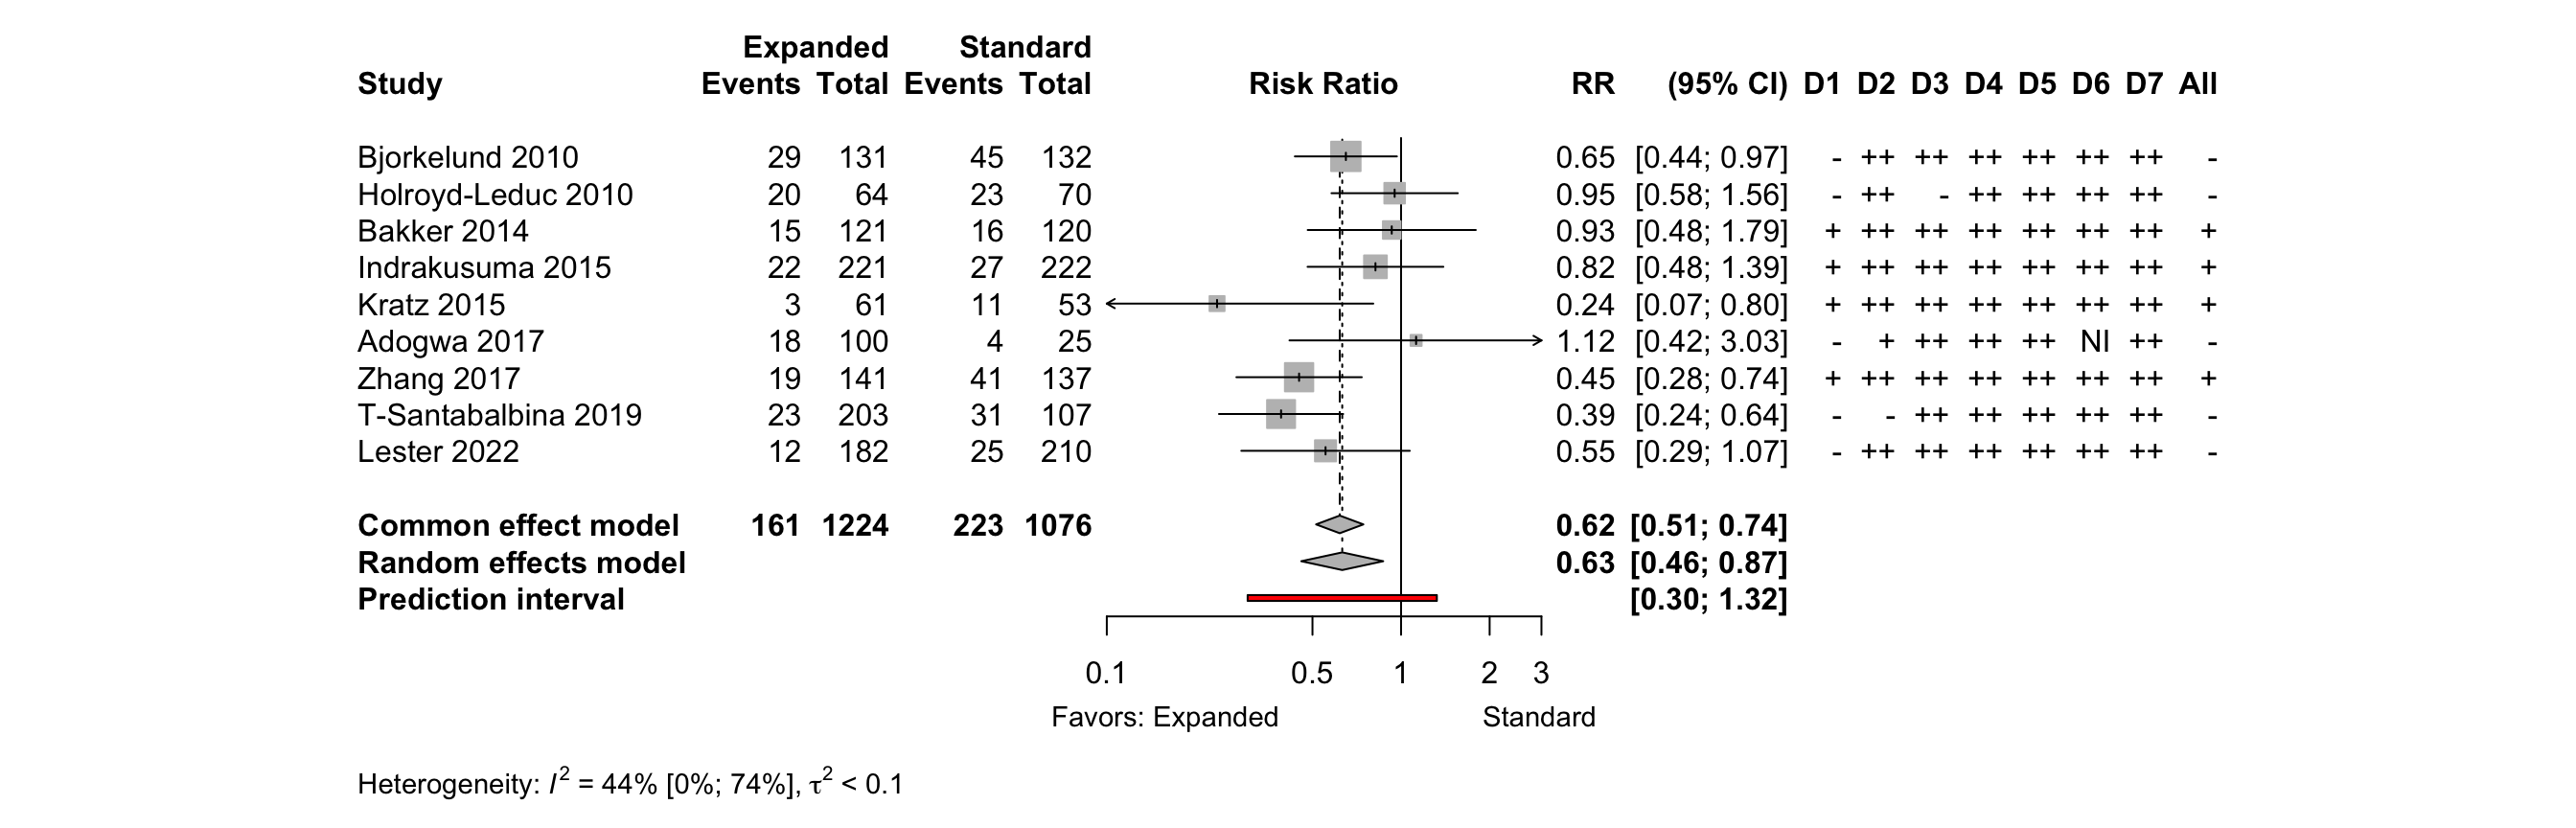 Expanded Standard
Study Events Total Events Total Risk Ratio RR (95% CI) D1 D2 D3 D4 D5 D6 D7 All
Bjorkelund 2010 29 131 45 132 0.65 [0.44; 0.97] - ++ ++ ++ ++ ++ ++ -
Holroyd-Leduc 2010 20 64 23 70 0.95 [0.58; 1.56] - ++ - ++ ++ ++ ++ -
Bakker 2014 15 121 16 120 0.93 [0.48; 1.79] + ++ ++ ++ ++ ++ ++ +
Indrakusuma 2015 22 221 27 222 0.82 [0.48; 1.39] + ++ ++ ++ ++ ++ ++ +
Kratz 2015 3 61 11 53 0.24 [0.07; 0.80] + ++ ++ ++ ++ ++ ++ +
Adogwa 2017 18 100 4 25 1.12 [0.42; 3.03] - + ++ ++ ++ NI ++ -
Zhang 2017 19 141 41 137 0.45 [0.28; 0.74] + ++ ++ ++ ++ ++ ++ +
T-Santabalbina 2019 23 203 31 107 0.39 [0.24; 0.64] - - ++ ++ ++ ++ ++ -
Lester 2022 12 182 25 210 0.55 [0.29; 1.07] - ++ ++ ++ ++ ++ ++ -
Common effect model 161 1224 223 1076 0.62 [0.51; 0.74]
Random effects model 0.63 [0.46; 0.87]
Prediction interval [0.30; 1.32]
0.1 0.5 1 2 3
Favors: Expanded Standard
Heterogeneity: I² = 44% [0%; 74%], τ² < 0.1